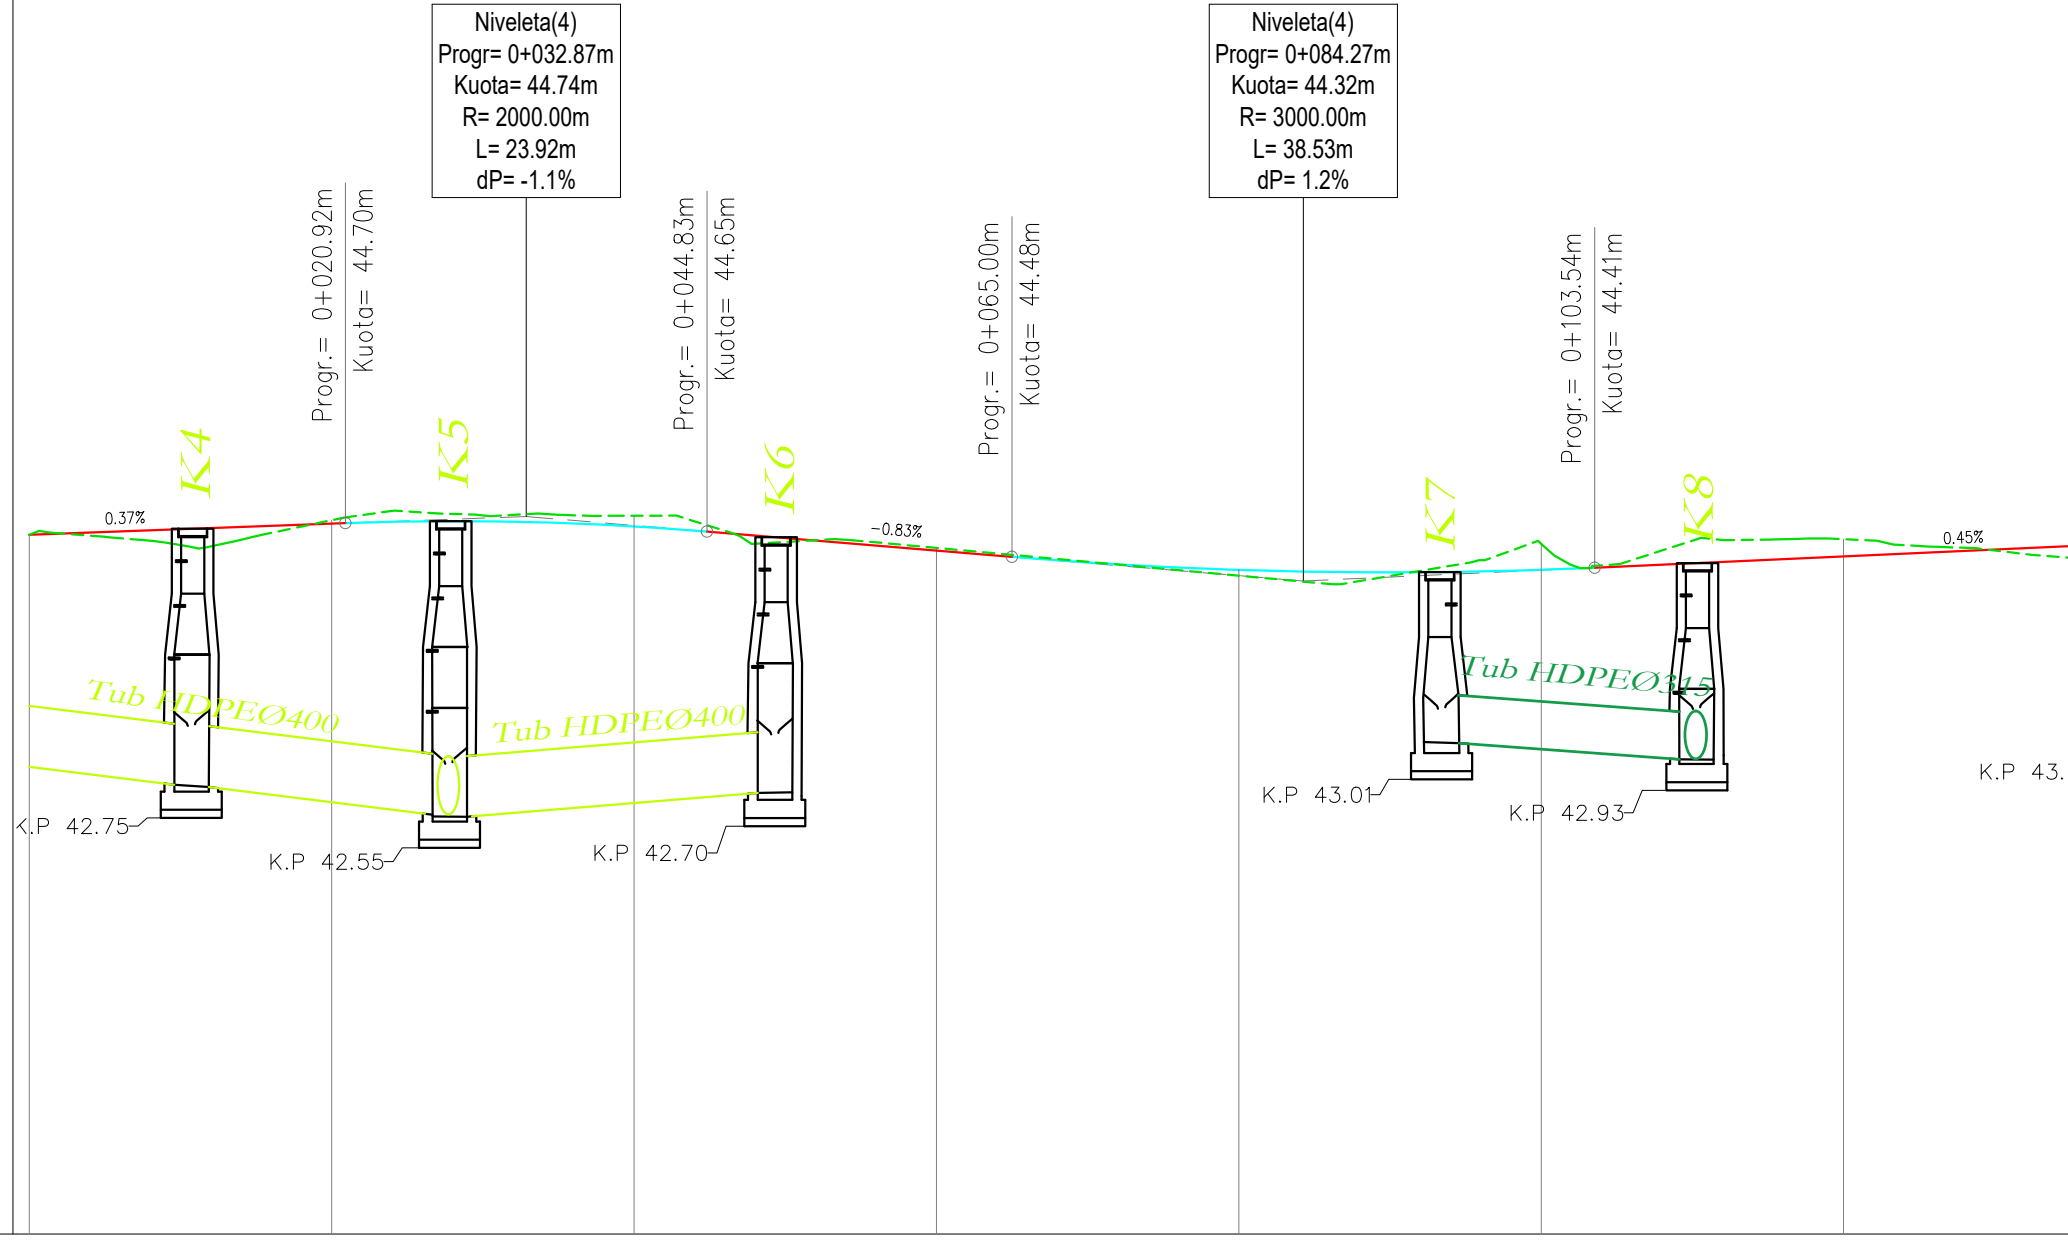 Niveleta(4)
Progr= 0+032.87m
Kuota= 44.74m
R= 2000.00m
L= 23.92m
dP= -1.1%
Niveleta(4)
Progr= 0+084.27m
Kuota= 44.32m
R= 3000.00m
L= 38.53m
dP= 1.2%
Progr.= 0+020.92m
Kuota= 44.70m
Progr.= 0+044.83m
Kuota= 44.65m
Progr.= 0+065.00m
Kuota= 44.48m
Progr.= 0+103.54m
Kuota= 44.41m
K4
K5
K6
K7
K8
0.37%
-0.83%
0.45%
Tub HDPEØ400
Tub HDPEØ400
Tub HDPEØ315
K.P 42.75
K.P 42.55
K.P 42.70
K.P 43.01
K.P 42.93
K.P 43.